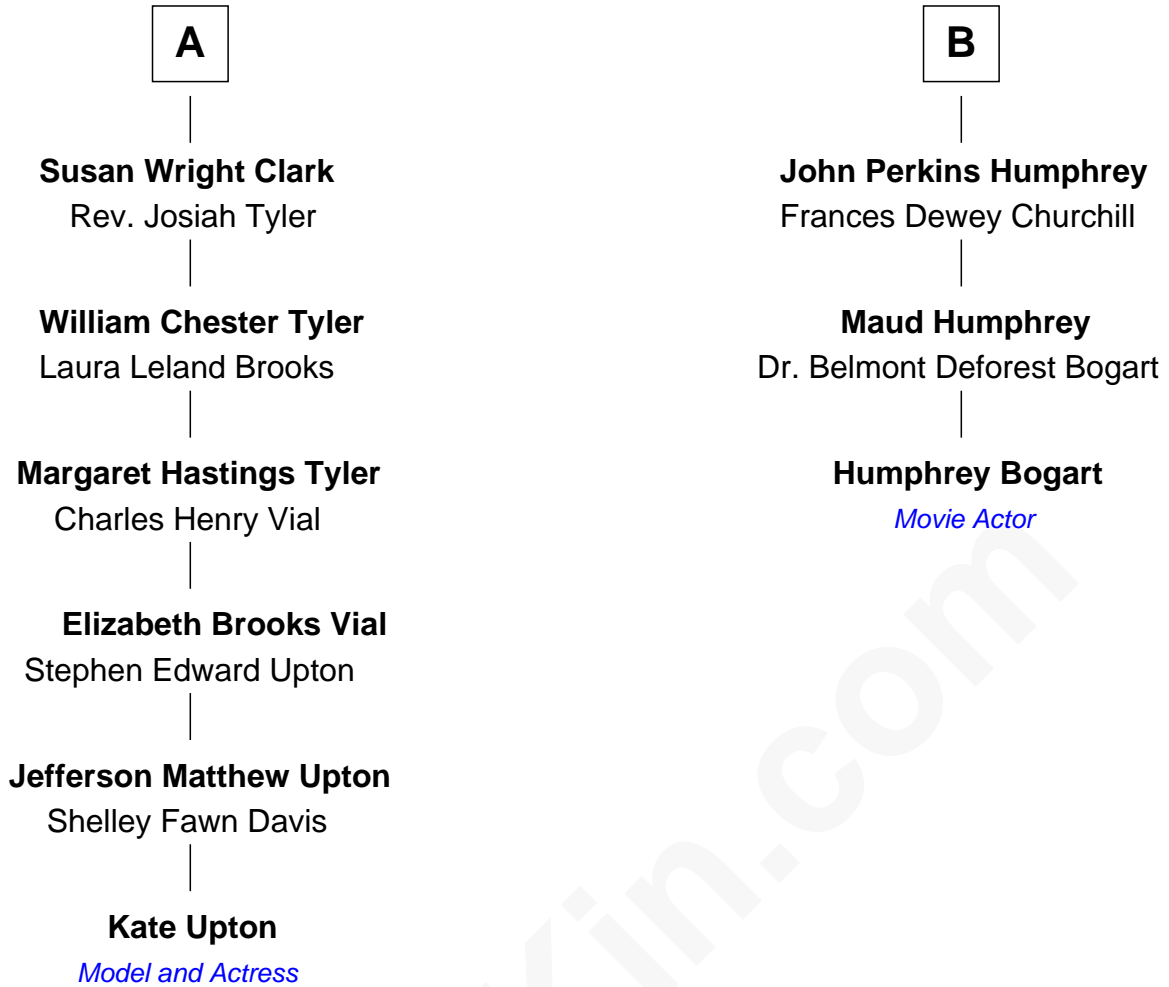 A
Susan Wright Clark
Rev. Josiah Tyler
William Chester Tyler
Laura Leland Brooks
Margaret Hastings Tyler
Charles Henry Vial
Elizabeth Brooks Vial
Stephen Edward Upton
Jefferson Matthew Upton
Shelley Fawn Davis
Kate Upton
Model and Actress
B
John Perkins Humphrey
Frances Dewey Churchill
Maud Humphrey
Dr. Belmont Deforest Bogart
Humphrey Bogart
Movie Actor
Kin.com